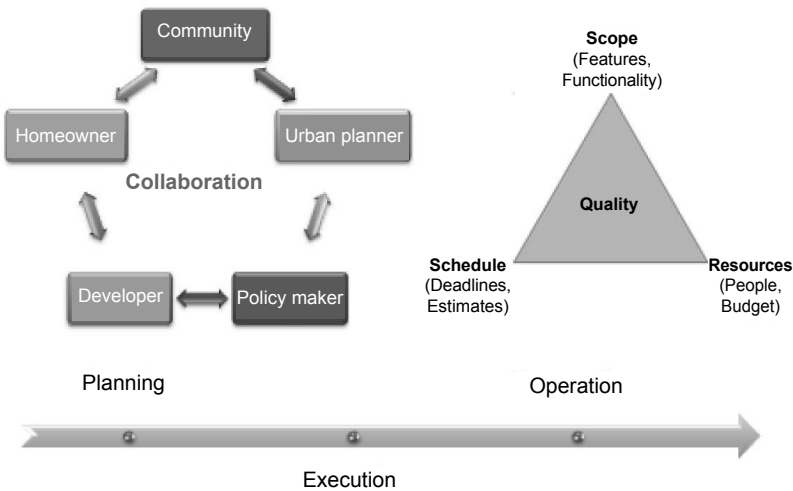 Community
Homeowner
Urban planner
Collaboration
Developer
Policy maker
Scope
(Features,
Functionality)
Quality
Schedule
(Deadlines,
Estimates)
Resources
(People,
Budget)
Planning
Operation
Execution